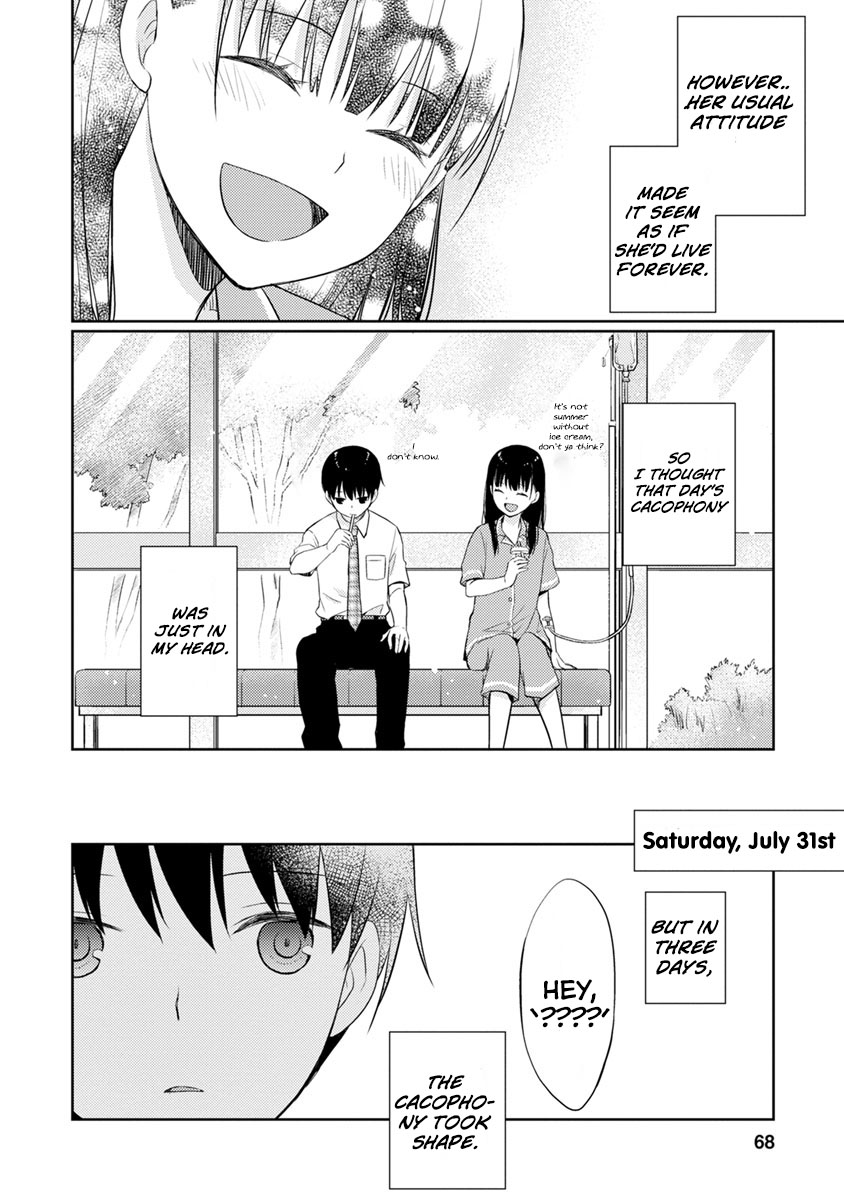 HOWEVER..
HER USUAL
ATTITUDE
MADE
IT SEEM
AS IF
SHE'D LIVE
FOREVER.
SO
I THOUGHT
THAT DAY'S
CACOPHONY
It's not
summer
without
ice cream,
don't ya think?
I
don't know.
WAS
JUST IN
MY HEAD.
Saturday, July 31st
BUT IN
THREE
DAYS,
HEY,
'????'
THE
CACOPHO-
NY TOOK
SHAPE.
68